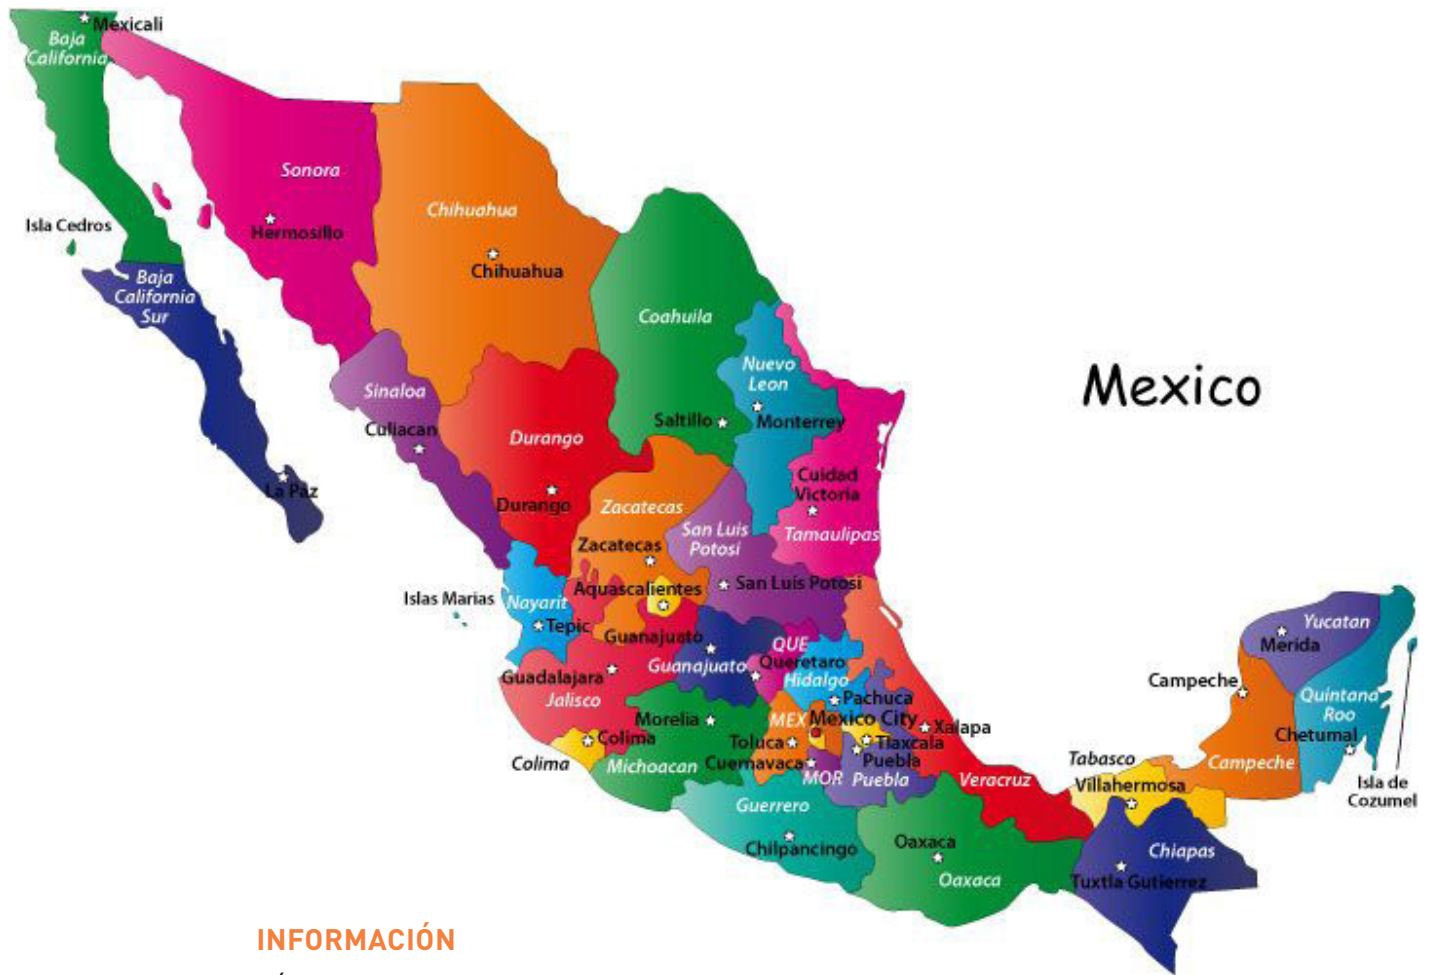 Mexicali
Baja
California
Sonora
Hermosillo
Isla Cedros
Chihuahua
Chihuahua
Baja
California
Sur
La Paz
Coahuila
Saltillo
Nuevo
Leon
Monterrey
Mexico
Sinaloa
Culiacan
Durango
Durango
Cuidad
Victoria
Tamaulipas
Zacatecas
Zacatecas
San Luis
Potosi
San Luis Potosi
Aquascalientes
Islas Marias
Nayarit
Tepic
Guanajuato
Guanajuato
QUE
Queretaro
Hidalgo
Pachuca
Guadalajara
Jalisco
Morelia
MEX
Mexico City
Xalapa
Colima
Colima
Toluca
Tlaxcala
Cuernavaca
Puebla
Michoacan
MOR
Puebla
Veracruz
Guerrero
Chilpancingo
Oaxaca
Oaxaca
Yucatan
Merida
Campeche
Quintana
Roo
Chetumal
Tabasco
Campeche
Villahermosa
Isla de
Cozumel
Chiapas
Tuxtla Gutierrez
INFORMACIÓN